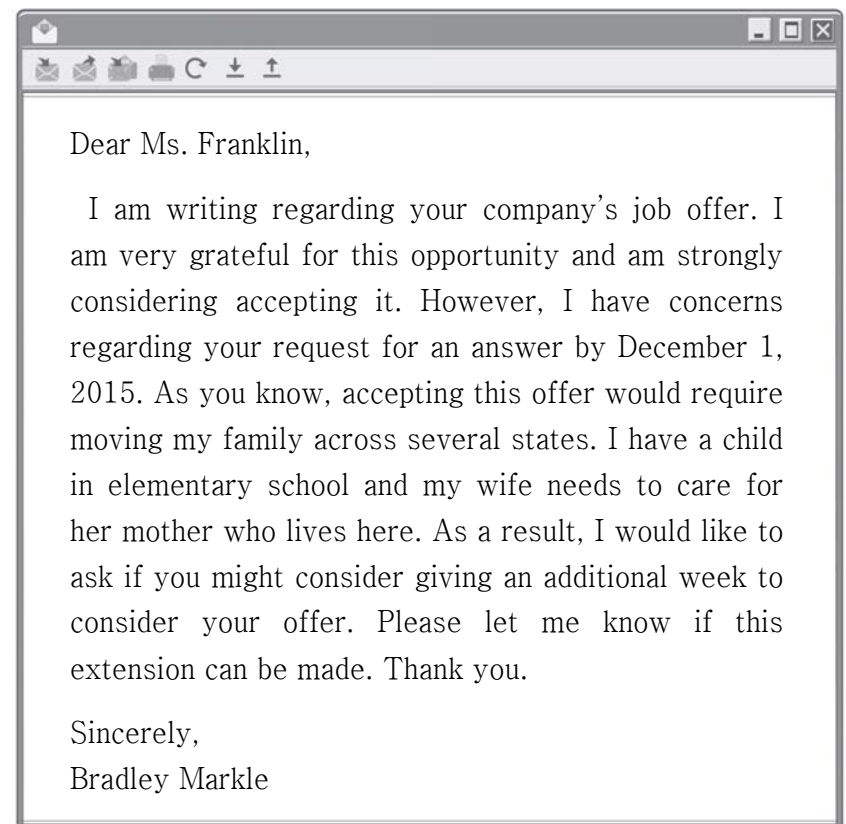 Dear Ms. Franklin,
I am writing regarding your company's job offer. I
am very grateful for this opportunity and am strongly
considering accepting it. However, I have concerns
regarding your request for an answer by December 1,
2015. As you know, accepting this offer would require
moving my family across several states. I have a child
in elementary school and my wife needs to care for
her mother who lives here. As a result, I would like to
ask if you might consider giving an additional week to
consider your offer. Please let me know if this
extension can be made. Thank you.
Sincerely,
Bradley Markle